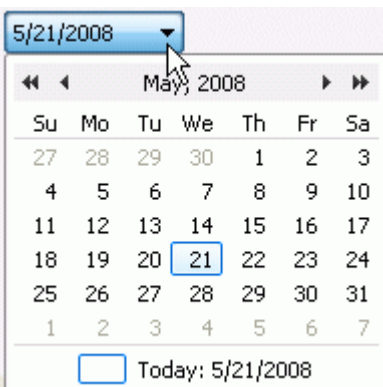 5/21/2008
May, 2008
Su Mo Tu We Th Fr Sa
27 28 29 30 1 2 3
4 5 6 7 8 9 10
11 12 13 14 15 16 17
18 19 20 21 22 23 24
25 26 27 28 29 30 31
1 2 3 4 5 6 7
Today: 5/21/2008